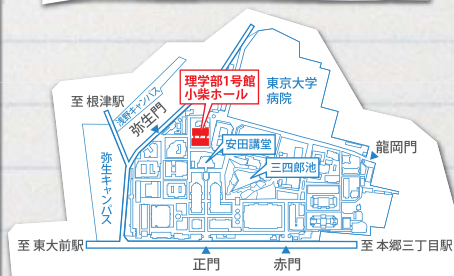 理学部1号館
小柴ホール
東京大学
病院
至 根津駅
浅野キャンパス
弥生門
安田講堂
龍岡門
三四郎池
弥生キャンパス
至 東大前駅
至 本郷三丁目駅
正門
赤門